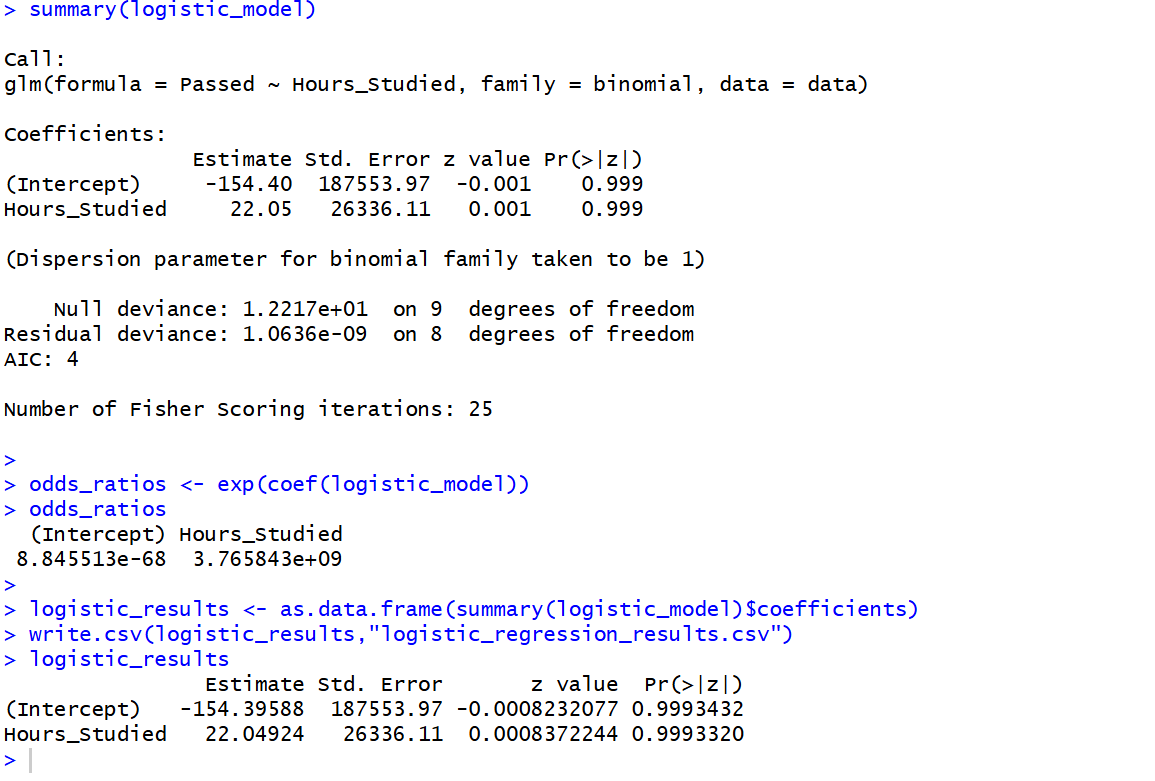 > summary(logistic_model)
Call:
glm(formula = Passed ~ Hours_Studied, family = binomial, data = data)
Coefficients:
Estimate Std. Error z value Pr(>|z|)
(Intercept) -154.40 187553.97 -0.001 0.999
Hours_Studied 22.05 26336.11 0.001 0.999
(Dispersion parameter for binomial family taken to be 1)
Null deviance: 1.2217e+01 on 9 degrees of freedom
Residual deviance: 1.0636e-09 on 8 degrees of freedom
AIC: 4
Number of Fisher Scoring iterations: 25
>
> odds_ratios <- exp(coef(logistic_model))
> odds_ratios
(Intercept) Hours_Studied
8.845513e-68 3.765843e+09
>
> logistic_results <- as.data.frame(summary(logistic_model)$coefficients)
> write.csv(logistic_results,"logistic_regression_results.csv")
> logistic_results
Estimate Std. Error z value Pr(>|z|)
(Intercept) -154.39588 187553.97 -0.0008232077 0.9993432
Hours_Studied 22.04924 26336.11 0.0008372244 0.9993320
>